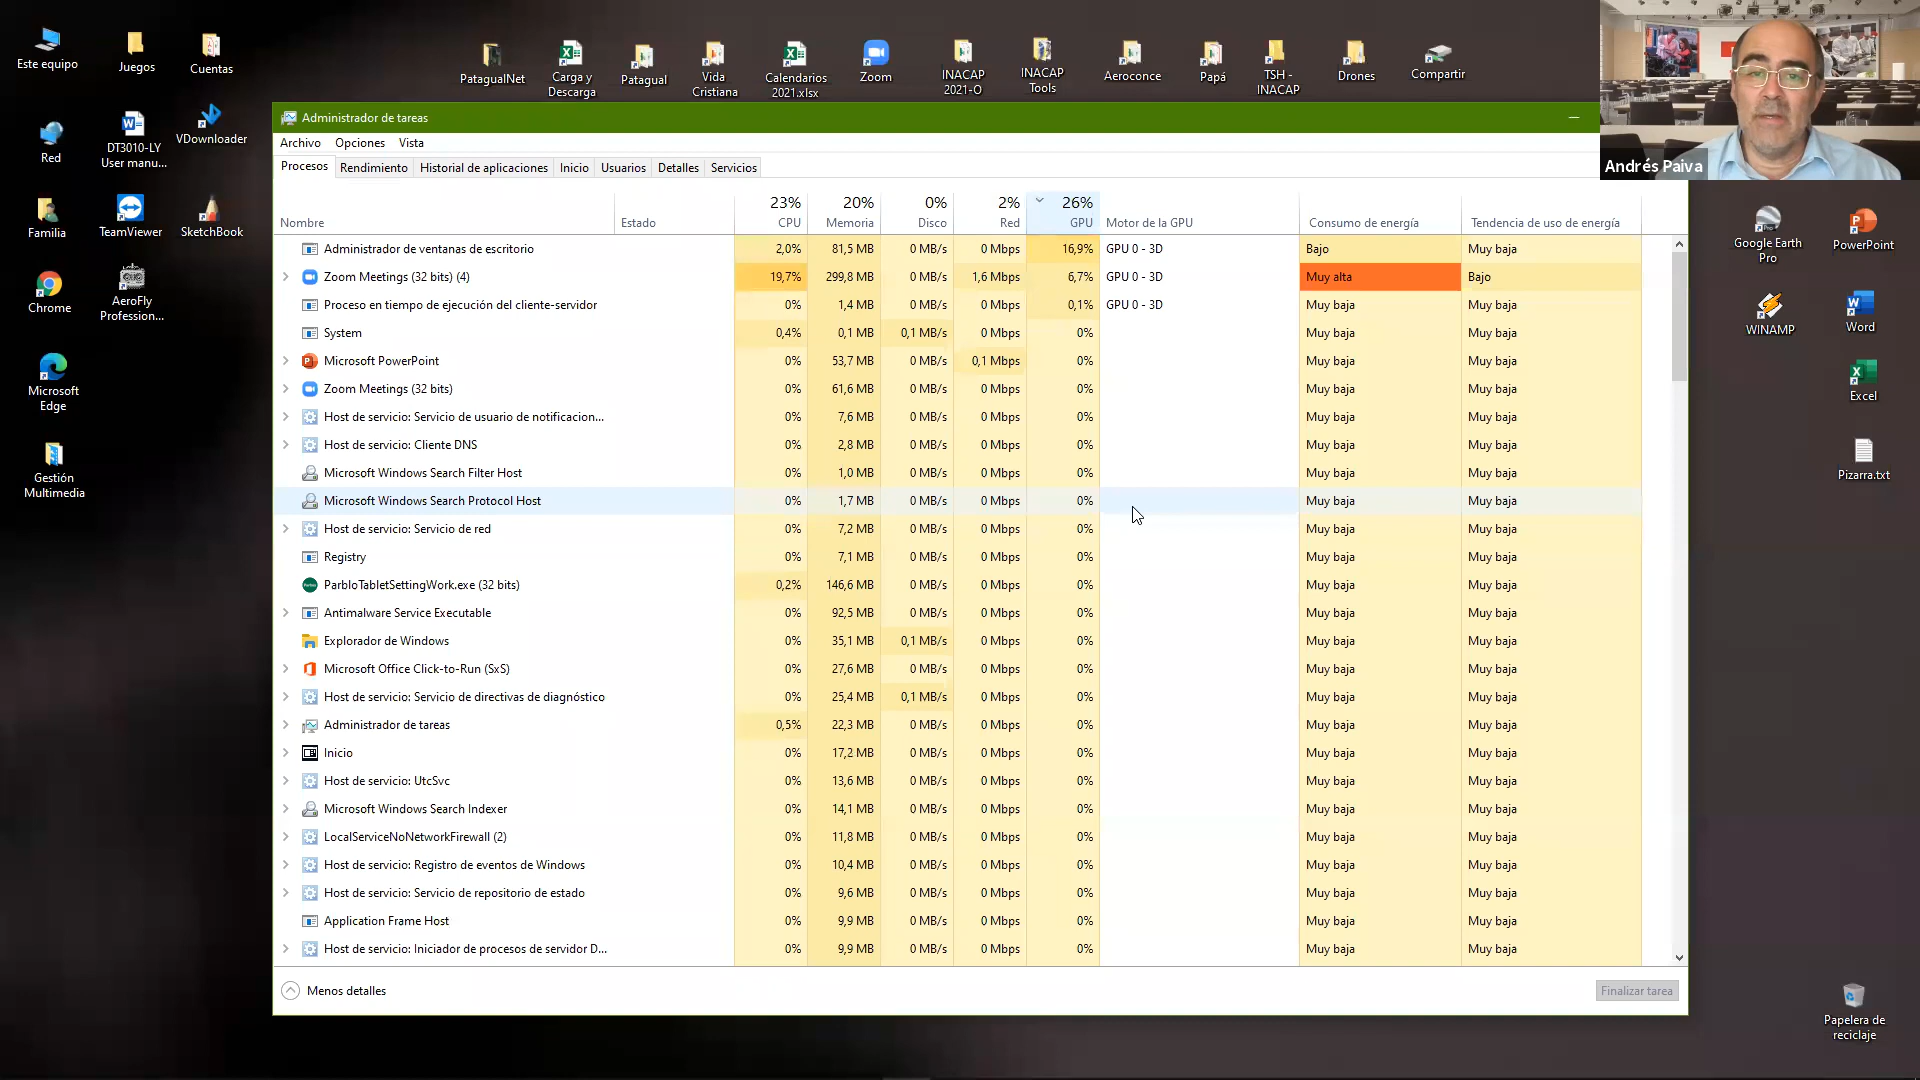 Este equipo
Juegos
Cuentas
PatagualNet
Carga y
Descarga
Patagual
Vida
Cristiana
Calendarios
2021.xlsx
Zoom
INACAP
2021-O
INACAP
Tools
Aeroconce
Papá
TSH -
INACAP
Drones
Compartir
Andrés Paiva
Red
DT3010-LY
User manu...
VDownloader
Familia
TeamViewer
SketchBook
Chrome
AeroFly
Profession...
Microsoft
Edge
Gestión
Multimedia
Google Earth
Pro
PowerPoint
WINAMP
Word
Excel
Pizarra.txt
Papelera de
reciclaje
Administrador de tareas
Archivo Opciones Vista
Procesos Rendimiento Historial de aplicaciones Inicio Usuarios Detalles Servicios
23% 20% 0% 2% 26%
Nombre Estado CPU Memoria Disco Red GPU Motor de la GPU Consumo de energía Tendencia de uso de energía
Administrador de ventanas de escritorio 2,0% 81,5 MB 0 MB/s 0 Mbps 16,9% GPU 0 - 3D Bajo Muy baja
Zoom Meetings (32 bits) (4) 19,7% 299,8 MB 0 MB/s 1,6 Mbps 6,7% GPU 0 - 3D Muy alta Bajo
Proceso en tiempo de ejecución del cliente-servidor 0% 1,4 MB 0 MB/s 0 Mbps 0,1% GPU 0 - 3D Muy baja Muy baja
System 0,4% 0,1 MB 0,1 MB/s 0 Mbps 0% Muy baja Muy baja
Microsoft PowerPoint 0% 53,7 MB 0 MB/s 0,1 Mbps 0% Muy baja Muy baja
Zoom Meetings (32 bits) 0% 61,6 MB 0 MB/s 0 Mbps 0% Muy baja Muy baja
Host de servicio: Servicio de usuario de notificacion... 0% 7,6 MB 0 MB/s 0 Mbps 0% Muy baja Muy baja
Host de servicio: Cliente DNS 0% 2,8 MB 0 MB/s 0 Mbps 0% Muy baja Muy baja
Microsoft Windows Search Filter Host 0% 1,0 MB 0 MB/s 0 Mbps 0% Muy baja Muy baja
Microsoft Windows Search Protocol Host 0% 1,7 MB 0 MB/s 0 Mbps 0% Muy baja Muy baja
Host de servicio: Servicio de red 0% 7,2 MB 0 MB/s 0 Mbps 0% Muy baja Muy baja
Registry 0% 7,1 MB 0 MB/s 0 Mbps 0% Muy baja Muy baja
ParbloTabletSettingWork.exe (32 bits) 0,2% 146,6 MB 0 MB/s 0 Mbps 0% Muy baja Muy baja
Antimalware Service Executable 0% 92,5 MB 0 MB/s 0 Mbps 0% Muy baja Muy baja
Explorador de Windows 0% 35,1 MB 0,1 MB/s 0 Mbps 0% Muy baja Muy baja
Microsoft Office Click-to-Run (SxS) 0% 27,6 MB 0 MB/s 0 Mbps 0% Muy baja Muy baja
Host de servicio: Servicio de directivas de diagnóstico 0% 25,4 MB 0,1 MB/s 0 Mbps 0% Muy baja Muy baja
Administrador de tareas 0,5% 22,3 MB 0 MB/s 0 Mbps 0% Muy baja Muy baja
Inicio 0% 17,2 MB 0 MB/s 0 Mbps 0% Muy baja Muy baja
Host de servicio: UtcSvc 0% 13,6 MB 0 MB/s 0 Mbps 0% Muy baja Muy baja
Microsoft Windows Search Indexer 0% 14,1 MB 0 MB/s 0 Mbps 0% Muy baja Muy baja
LocalServiceNoNetworkFirewall (2) 0% 11,8 MB 0 MB/s 0 Mbps 0% Muy baja Muy baja
Host de servicio: Registro de eventos de Windows 0% 10,4 MB 0 MB/s 0 Mbps 0% Muy baja Muy baja
Host de servicio: Servicio de repositorio de estado 0% 9,6 MB 0 MB/s 0 Mbps 0% Muy baja Muy baja
Application Frame Host 0% 9,9 MB 0 MB/s 0 Mbps 0% Muy baja Muy baja
Host de servicio: Iniciador de procesos de servidor D... 0% 9,9 MB 0 MB/s 0 Mbps 0% Muy baja Muy baja
Menos detalles
Finalizar tarea